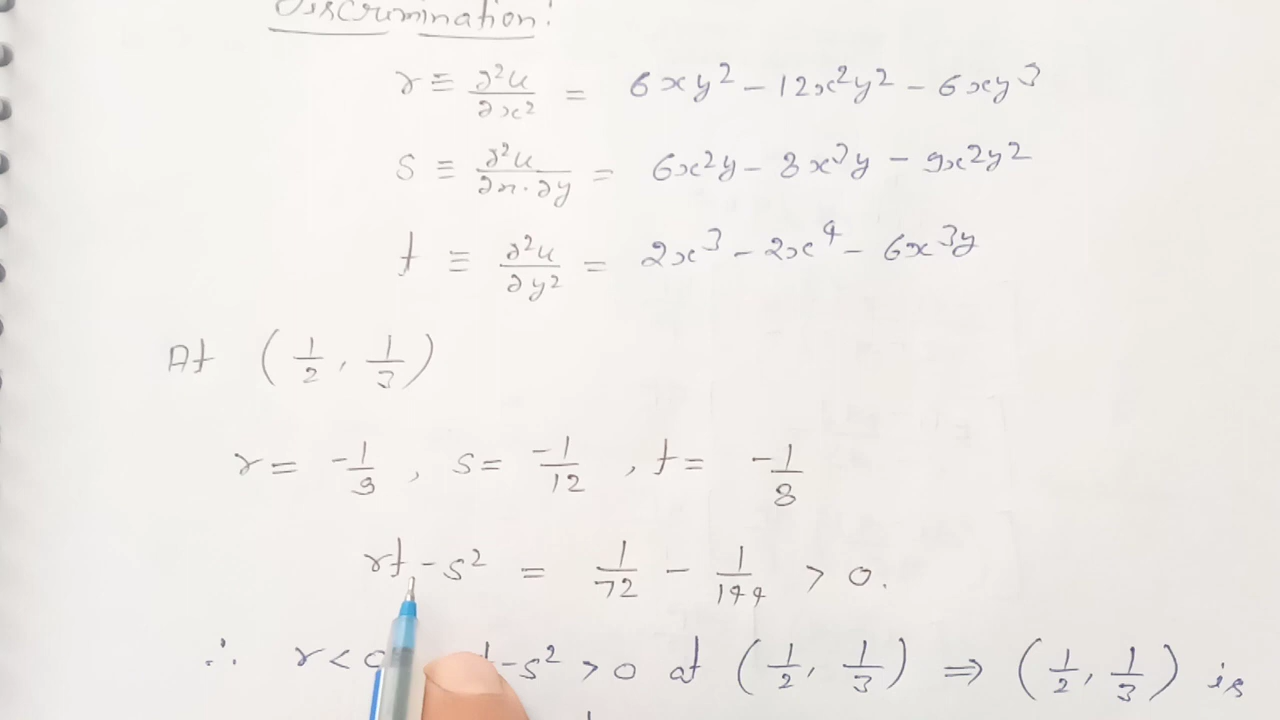 Discrimination:
r ≡ ∂²u/∂x² = 6xy² - 12x²y² - 6xy³
s ≡ ∂²u/∂x·∂y = 6x²y - 8x³y - 9x²y²
t ≡ ∂²u/∂y² = 2x³ - 2x⁴ - 6x³y
At (1/2, 1/3)
r = -1/9, s = -1/12, t = -1/8
rt - s² = 1/72 - 1/144 > 0.
∴ r < 0 -s² > 0 at (1/2, 1/3) ⇒ (1/2, 1/3) is